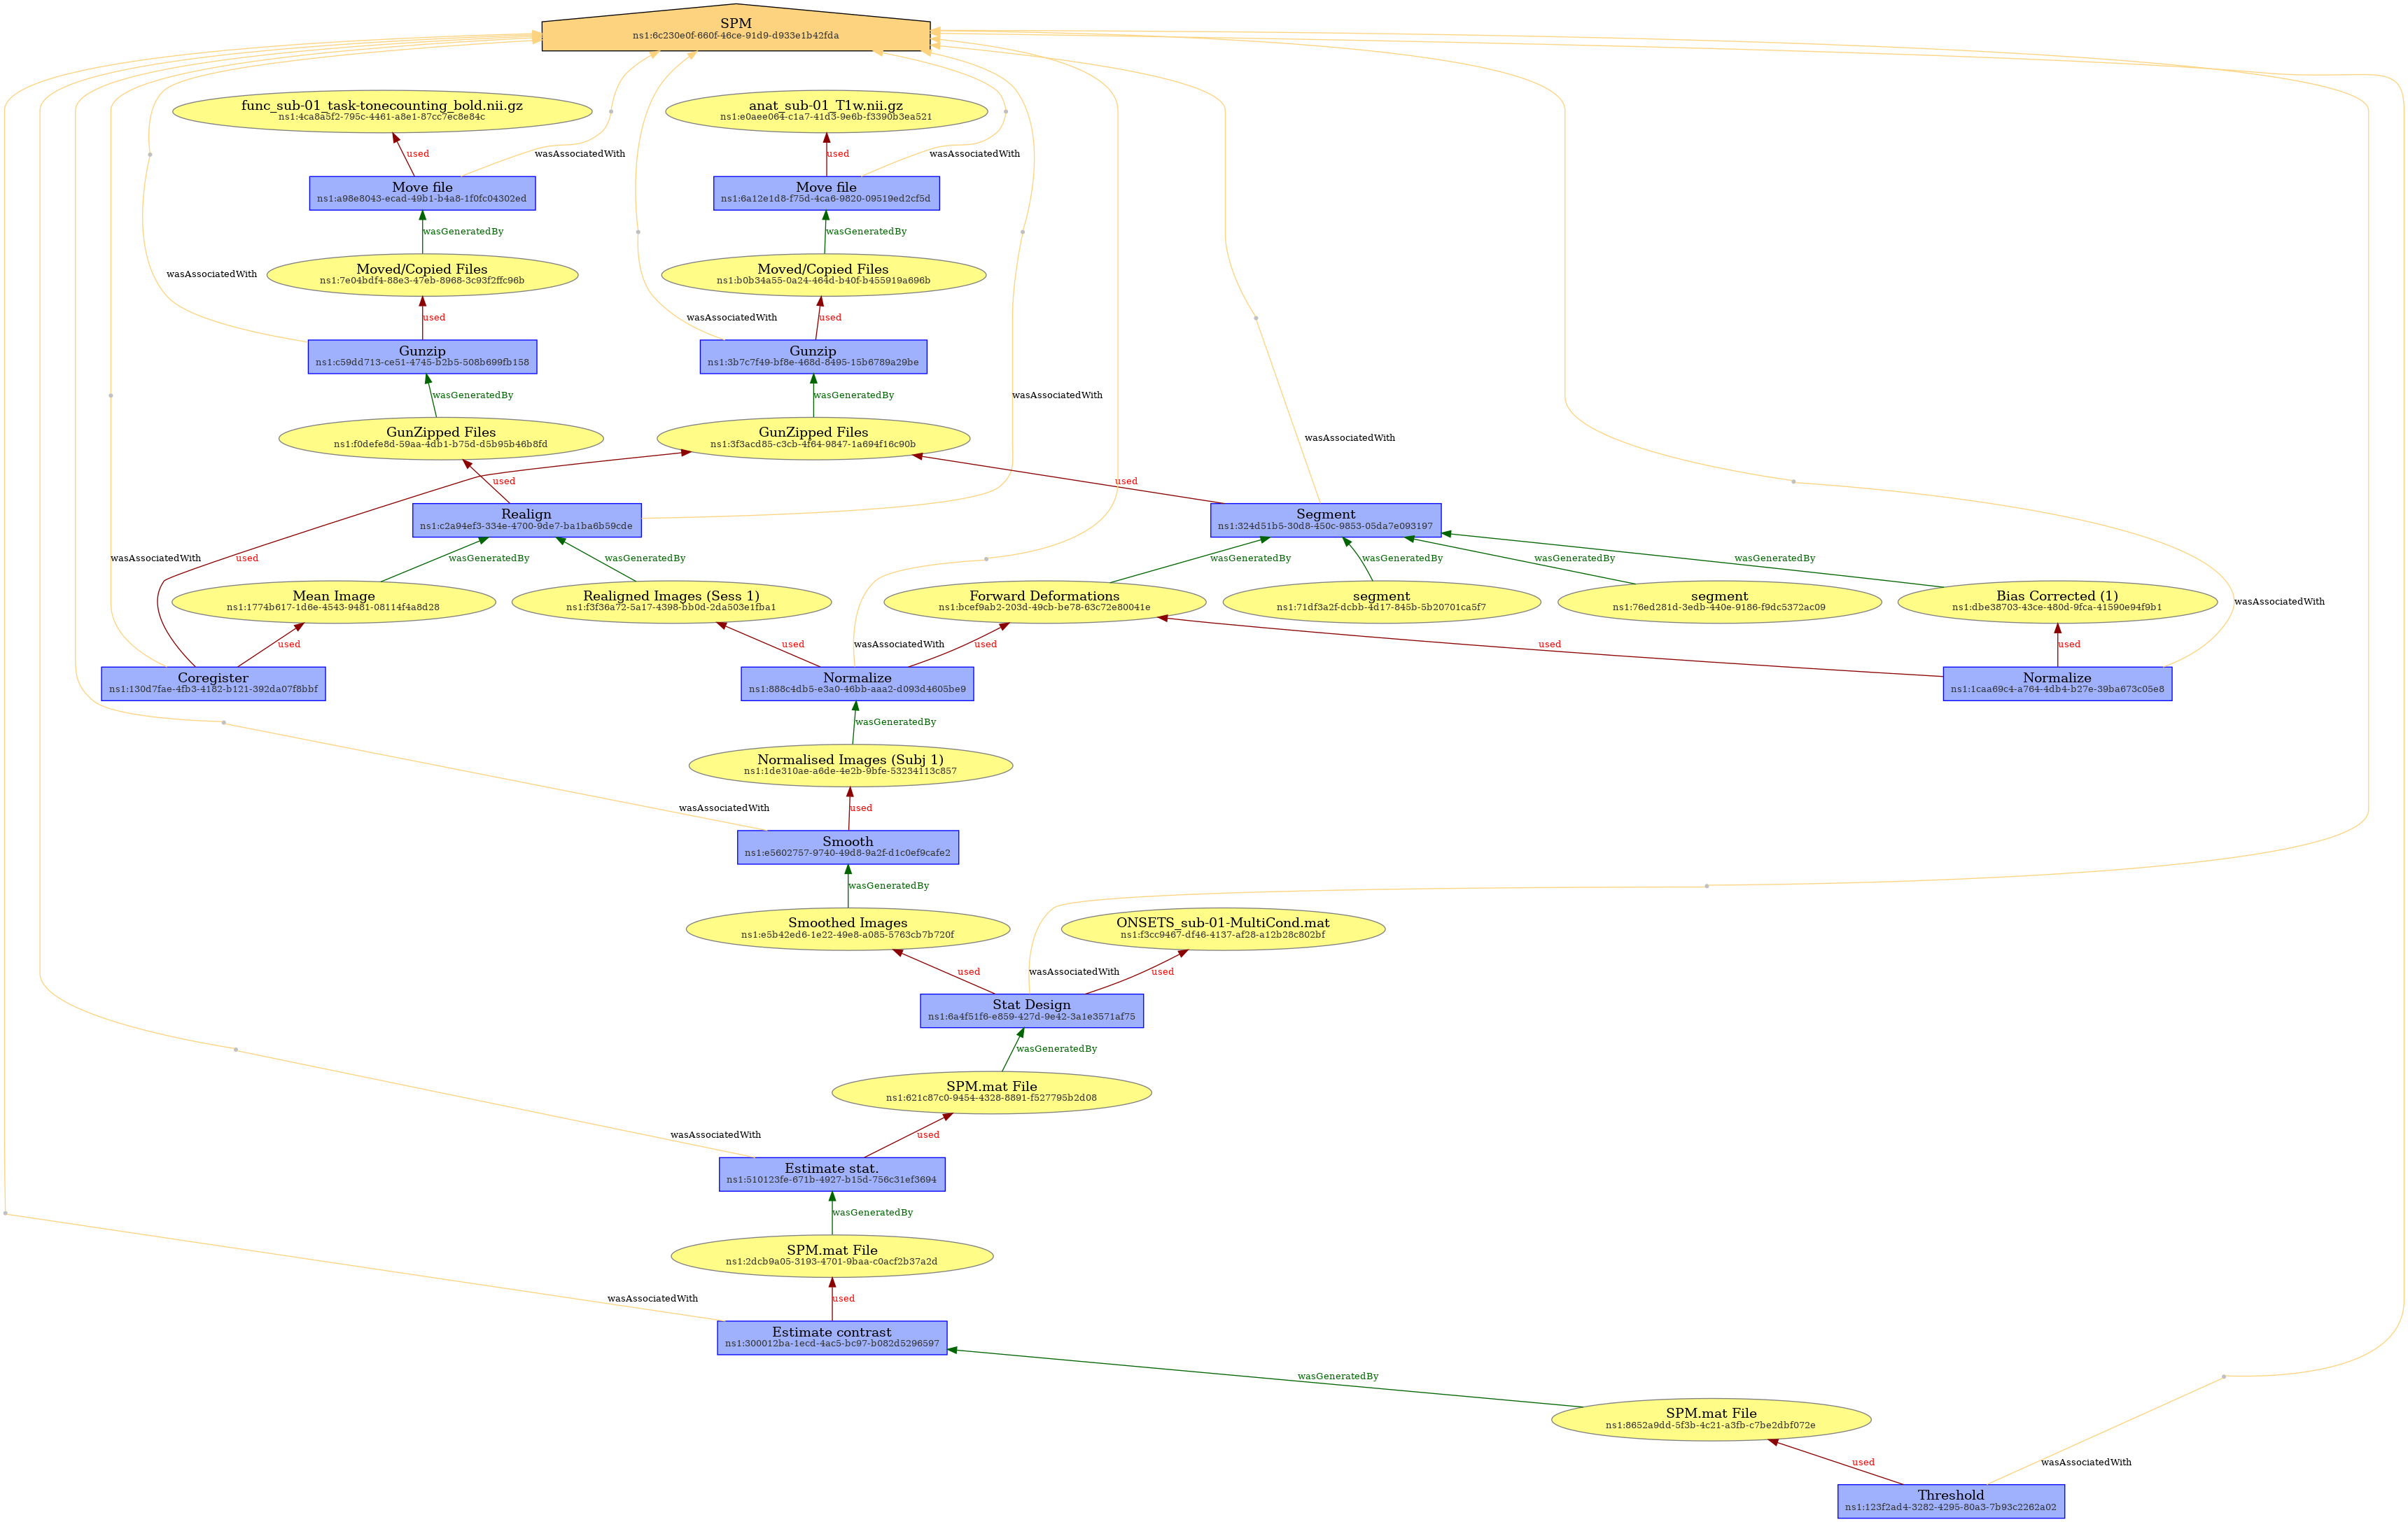 SPM
ns1:6c230e0f-660f-46ce-91d9-d933e1b42fda
func_sub-01_task-tonecounting_bold.nii.gz
ns1:4ca8a5f2-795c-4461-a8e1-87cc7ec8e84c
anat_sub-01_T1w.nii.gz
ns1:e0aee064-c1a7-41d3-9e6b-f3390b3ea521
used
wasAssociatedWith
used
wasAssociatedWith
Move file
ns1:a98e8043-ecad-49b1-b4a8-1f0fc04302ed
Move file
ns1:6a12e1d8-f75d-4ca6-9820-09519ed2cf5d
wasGeneratedBy
wasGeneratedBy
wasAssociatedWith
Moved/Copied Files
ns1:7e04bdf4-88e3-47eb-8968-3c93f2ffc96b
Moved/Copied Files
ns1:b0b34a55-0a24-464d-b40f-b455919a696b
used
wasAssociatedWith
used
Gunzip
ns1:c59dd713-ce51-4745-b2b5-508b699fb158
Gunzip
ns1:3b7c7f49-bf8e-468d-8495-15b6789a29be
wasGeneratedBy
wasGeneratedBy
wasAssociatedWith
GunZipped Files
ns1:f0defe8d-59aa-4db1-b75d-d5b95b46b8fd
GunZipped Files
ns1:3f3acd85-c3cb-4f64-9847-1a694f16c90b
wasAssociatedWith
used
used
Realign
ns1:c2a94ef3-334e-4700-9de7-ba1ba6b59cde
Segment
ns1:324d51b5-30d8-450c-9853-05da7e093197
wasAssociatedWith
used
wasGeneratedBy
wasGeneratedBy
wasGeneratedBy
wasGeneratedBy
wasGeneratedBy
wasGeneratedBy
Mean Image
ns1:1774b617-1d6e-4543-9481-08114f4a8d28
Realigned Images (Sess 1)
ns1:f3f36a72-5a17-4398-bb0d-2da503e1fba1
Forward Deformations
ns1:bcef9ab2-203d-49cb-be78-63c72e80041e
segment
ns1:71df3a2f-dcbb-4d17-845b-5b20701ca5f7
segment
ns1:76ed281d-3edb-440e-9186-f9dc5372ac09
Bias Corrected (1)
ns1:dbe38703-43ce-480d-9fca-41590e94f9b1
wasAssociatedWith
used
used
wasAssociatedWith
used
used
used
Coregister
ns1:130d7fae-4fb3-4182-b121-392da07f8bbf
Normalize
ns1:888c4db5-e3a0-46bb-aaa2-d093d4605be9
Normalize
ns1:1caa69c4-a764-4db4-b27e-39ba673c05e8
wasGeneratedBy
Normalised Images (Subj 1)
ns1:1de310ae-a6de-4e2b-9bfe-53234113c857
wasAssociatedWith
used
Smooth
ns1:e5602757-9740-49d8-9a2f-d1c0ef9cafe2
wasGeneratedBy
Smoothed Images
ns1:e5b42ed6-1e22-49e8-a085-5763cb7b720f
ONSETS_sub-01-MultiCond.mat
ns1:f3cc9467-df46-4137-af28-a12b28c802bf
used
wasAssociatedWith
used
Stat Design
ns1:6a4f51f6-e859-427d-9e42-3a1e3571af75
wasGeneratedBy
SPM.mat File
ns1:621c87c0-9454-4328-8891-f527795b2d08
wasAssociatedWith
used
Estimate stat.
ns1:510123fe-671b-4927-b15d-756c31ef3694
wasGeneratedBy
SPM.mat File
ns1:2dcb9a05-3193-4701-9baa-c0acf2b37a2d
wasAssociatedWith
used
Estimate contrast
ns1:300012ba-1ecd-4ac5-bc97-b082d5296597
wasGeneratedBy
SPM.mat File
ns1:8652a9dd-5f3b-4c21-a3fb-c7be2dbf072e
used
wasAssociatedWith
Threshold
ns1:123f2ad4-3282-4295-80a3-7b93c2262a02